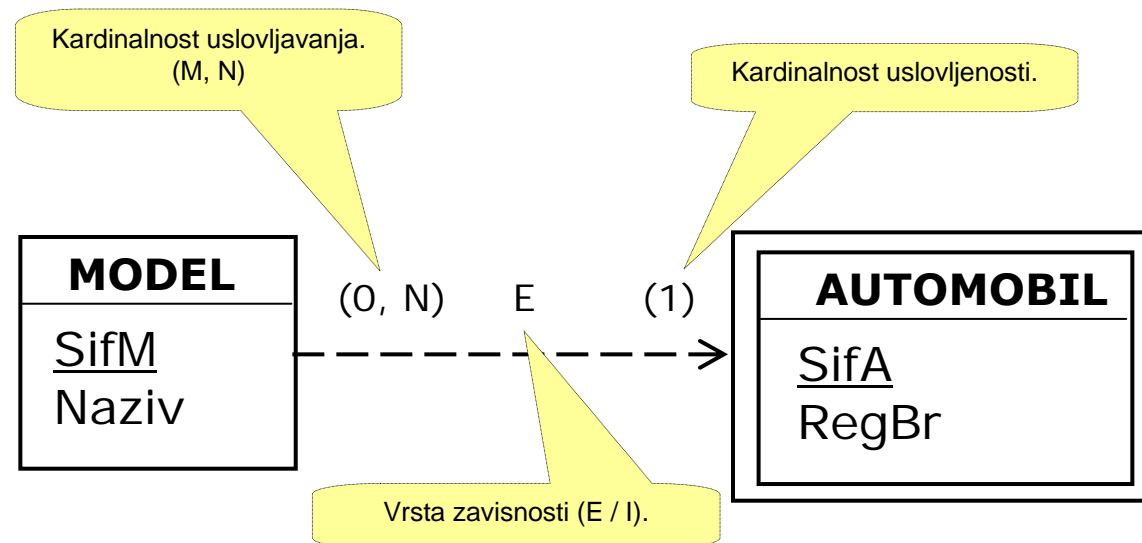 Kardinalnost uslovljavanja.
(M, N)
Kardinalnost uslovljenosti.
MODEL
SifM
Naziv
(0, N)
E
(1)
AUTOMOBIL
SifA
RegBr
Vrsta zavisnosti (E / I).